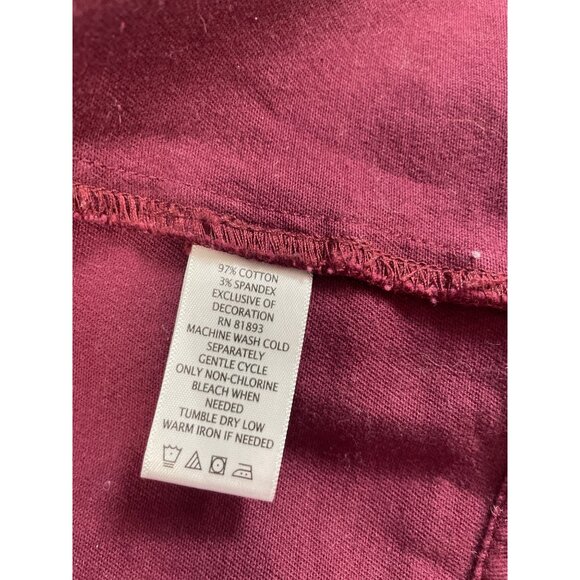 97% COTTON
3% SPANDEX
EXCLUSIVE OF
DECORATION
RN 81893
MACHINE WASH COLD
SEPARATELY
GENTLE CYCLE
ONLY NON-CHLORINE
BLEACH WHEN
NEEDED
TUMBLE DRY LOW
WARM IRON IF NEEDED